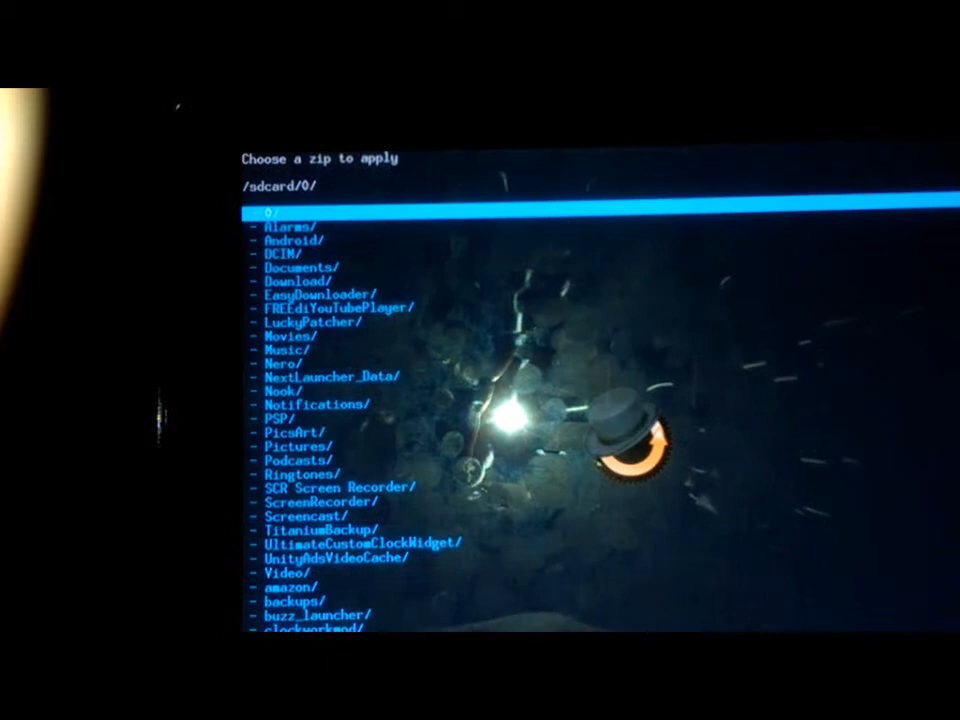 Choose a zip to apply
/sdcard/0/
- 0/
- Alarms/
- Android/
- DCIM/
- Documents/
- Download/
- EasyDownloader/
- FREEdiYouTubePlayer/
- LuckyPatcher/
- Movies/
- Music/
- Nero/
- NextLauncher_Data/
- Nook/
- Notifications/
- PSP/
- PicsArt/
- Pictures/
- Podcasts/
- Ringtones/
- SCR Screen Recorder/
- ScreenRecorder/
- Screencast/
- TitaniumBackup/
- UltimateCustomClockWidget/
- UnityAdsVideoCache/
- Video/
- amazon/
- backups/
- buzz_launcher/
- clockworkmod/